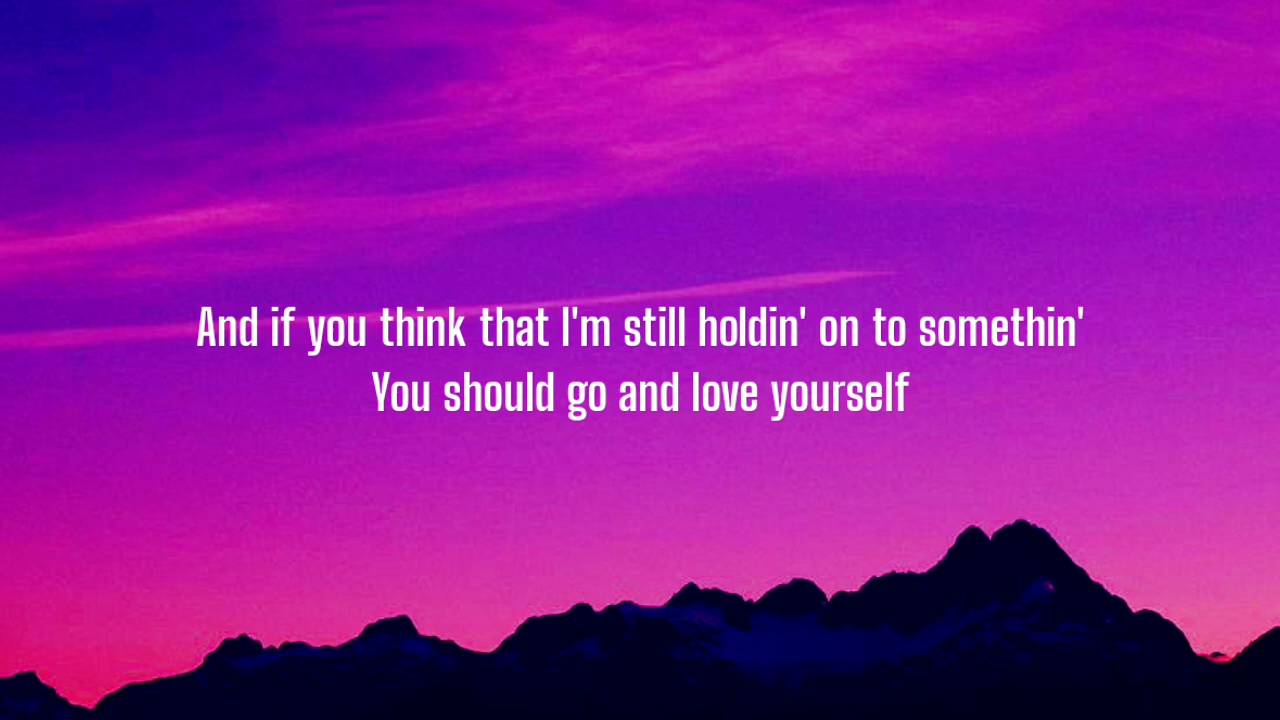 And if you think that I'm still holdin' on to somethin'
You should go and love yourself